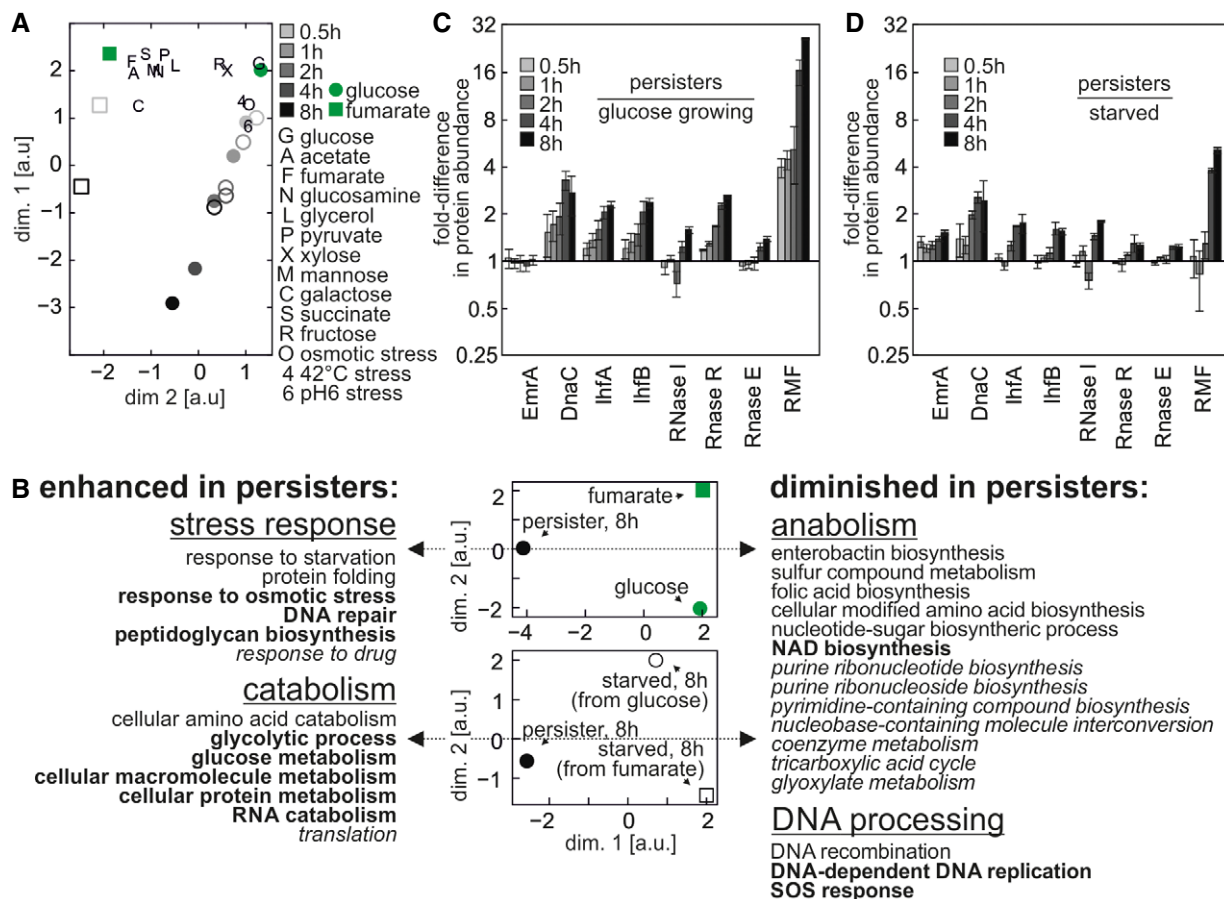 A
2
1
0
−1
−2
−3
dim. 1 [a.u]
−2
−1
0
1
2
dim 2 [a.u]
S
P
F
A
M
N
L
C
R
X
G
4
O
6
0.5h
1h
2h
4h
8h
glucose
fumarate
G glucose
A acetate
F fumarate
N glucosamine
L glycerol
P pyruvate
X xylose
M mannose
C galactose
S succinate
R fructose
O osmotic stress
4 42°C stress
6 pH6 stress
C
32
16
8
4
2
1
0.5
0.25
fold-difference
in protein abundance
0.5h
1h
2h
4h
8h
persisters
glucose growing
EmrA
DnaC
IhfA
IhfB
RNase I
Rnase R
Rnase E
RMF
D
32
16
8
4
2
1
0.5
0.25
fold-difference
in protein abundance
0.5h
1h
2h
4h
8h
persisters
starved
EmrA
DnaC
IhfA
IhfB
RNase I
Rnase R
Rnase E
RMF
B enhanced in persisters:
stress response
response to starvation
protein folding
response to osmotic stress
DNA repair
peptidoglycan biosynthesis
response to drug
catabolism
cellular amino acid catabolism
glycolytic process
glucose metabolism
cellular macromolecule metabolism
cellular protein metabolism
RNA catabolism
translation
2
0
−2
dim. 2 [a.u.]
fumarate
persister, 8h
glucose
−4
−2
0
2
2
1
0
−1
dim. 2 [a.u.]
starved, 8h
(from glucose)
persister, 8h
starved, 8h
(from fumarate)
−2
0
2
dim. 1 [a.u.]
diminished in persisters:
anabolism
enterobactin biosynthesis
sulfur compound metabolism
folic acid biosynthesis
cellular modified amino acid biosynthesis
nucleotide-sugar biosyntheric process
NAD biosynthesis
purine ribonucleotide biosynthesis
purine ribonucleoside biosynthesis
pyrimidine-containing compound biosynthesis
nucleobase-containing molecule interconversion
coenzyme metabolism
tricarboxylic acid cycle
glyoxylate metabolism
DNA processing
DNA recombination
DNA-dependent DNA replication
SOS response